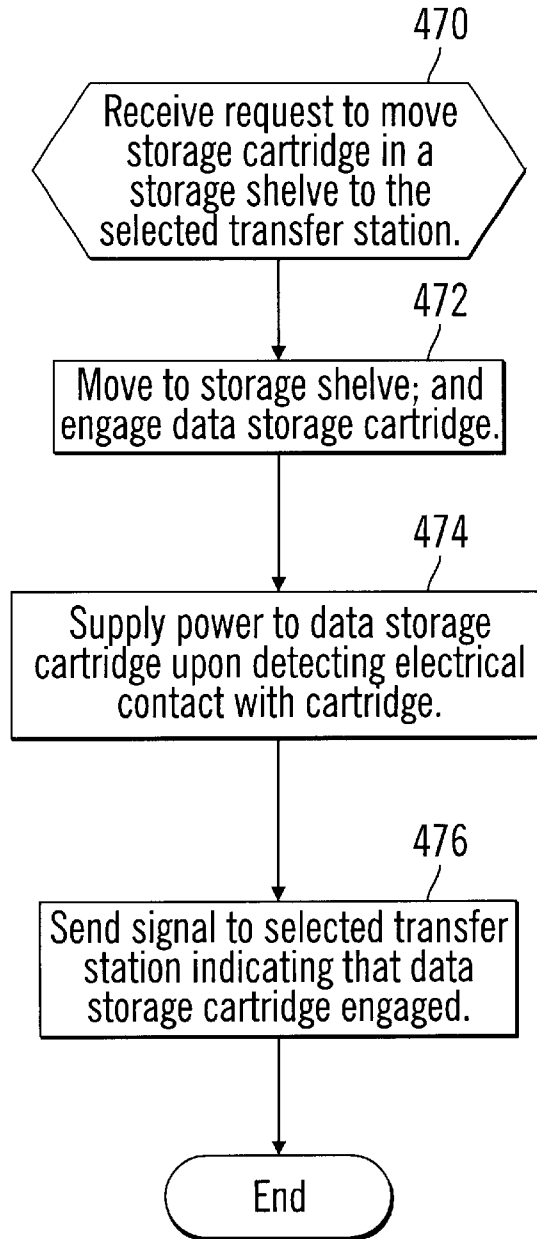 470
Receive request to move
storage cartridge in a
storage shelve to the
selected transfer station.
472
Move to storage shelve; and
engage data storage cartridge.
474
Supply power to data storage
cartridge upon detecting electrical
contact with cartridge.
476
Send signal to selected transfer
station indicating that data
storage cartridge engaged.
End